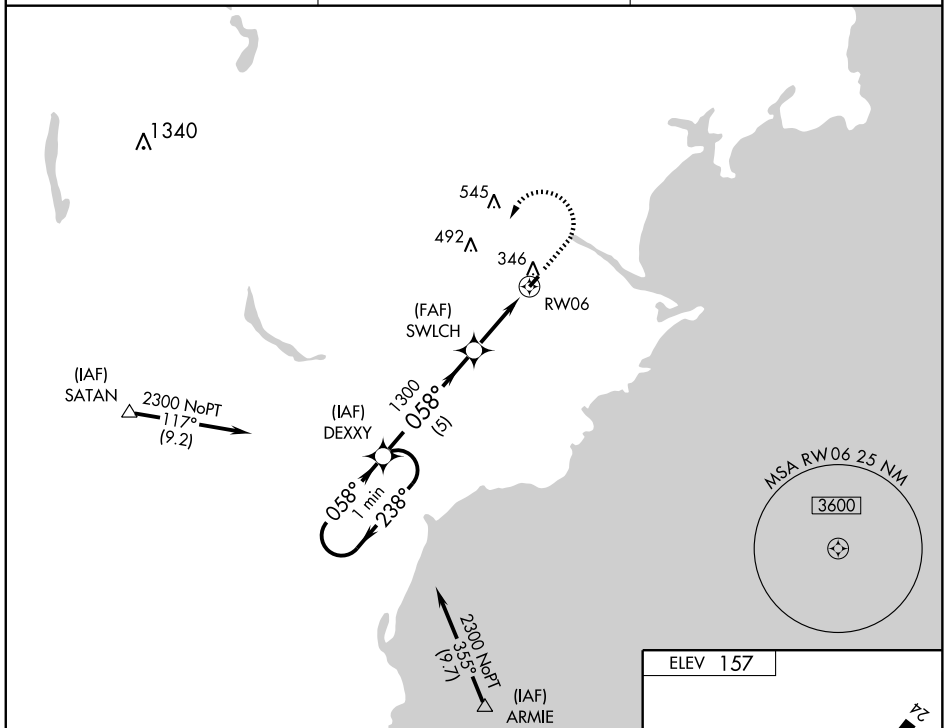 1340
545
492
346
RW06
(FAF)
SWLCH
1300
058°
(5)
(IAF)
SATAN
2300 NoPT
117°
(9.2)
(IAF)
DEXXY
058°
1 min
238°
MSA RW06 25 NM
3600
2300 NoPT
355°
(9.7)
(IAF)
ARMIE
ELEV 157
24